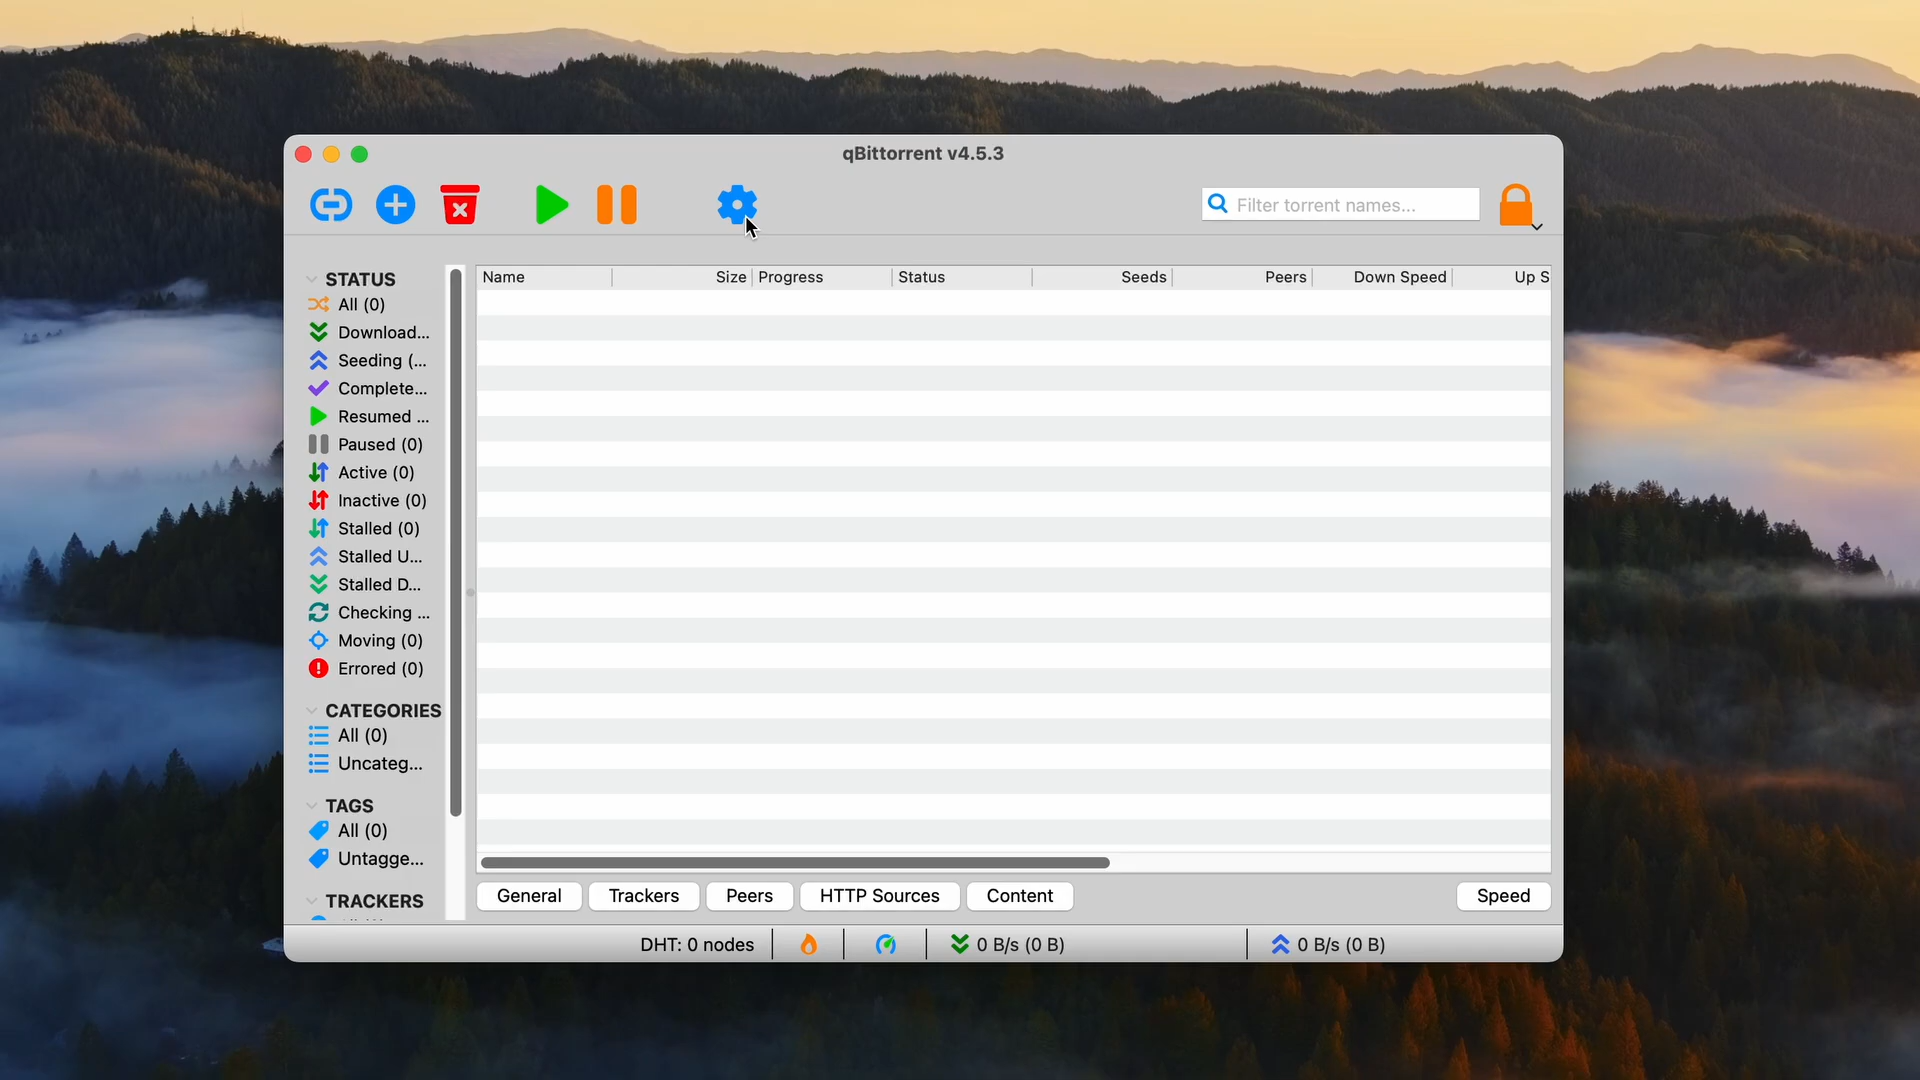 qBittorrent v4.5.3
Filter torrent names...
STATUS
All (0)
Download...
Seeding (...
Complete...
Resumed ...
Paused (0)
Active (0)
Inactive (0)
Stalled (0)
Stalled U...
Stalled D...
Checking ...
Moving (0)
Errored (0)
CATEGORIES
All (0)
Uncateg...
TAGS
All (0)
Untagge...
TRACKERS
Name Size Progress Status Seeds Peers Down Speed Up S
General Trackers Peers HTTP Sources Content Speed
DHT: 0 nodes 0 B/s (0 B) 0 B/s (0 B)